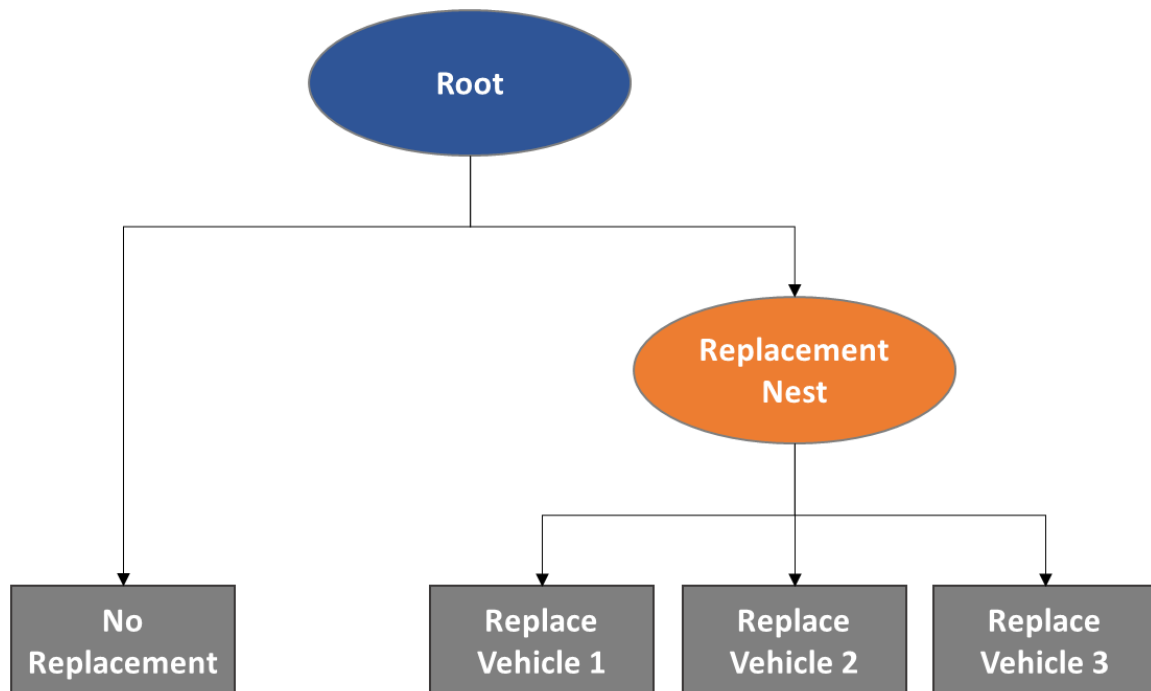 Root
Replacement
Nest
No
Replacement
Replace
Vehicle 1
Replace
Vehicle 2
Replace
Vehicle 3